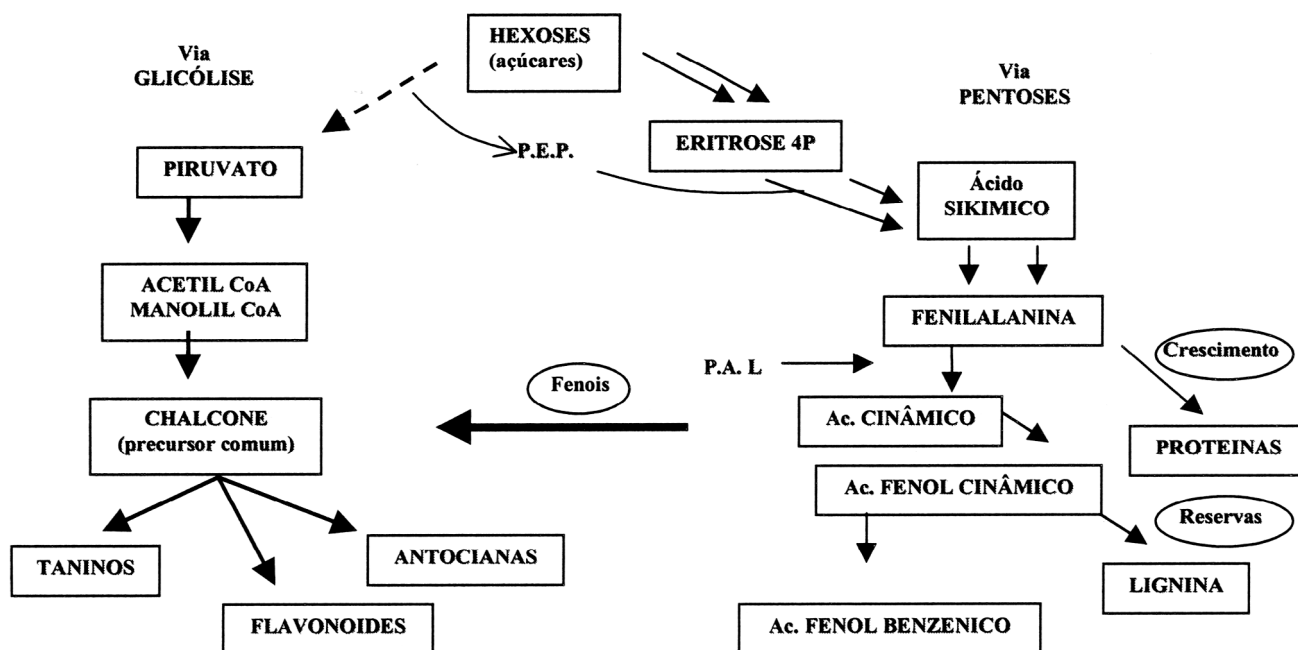 HEXOSES
(açúcares)
Via
GLICÓLISE
Via
PENTOSES
P.E.P.
ERITROSE 4P
PIRUVATO
Ácido
SIKIMICO
ACETIL CoA
MANOLIL CoA
FENILALANINA
Crescimento
P.A. L
Fenois
CHALCONE
(precursor comum)
Ac. CINÂMICO
PROTEINAS
Ac. FENOL CINÂMICO
Reservas
TANINOS
ANTOCIANAS
LIGNINA
FLAVONOIDES
Ac. FENOL BENZENICO